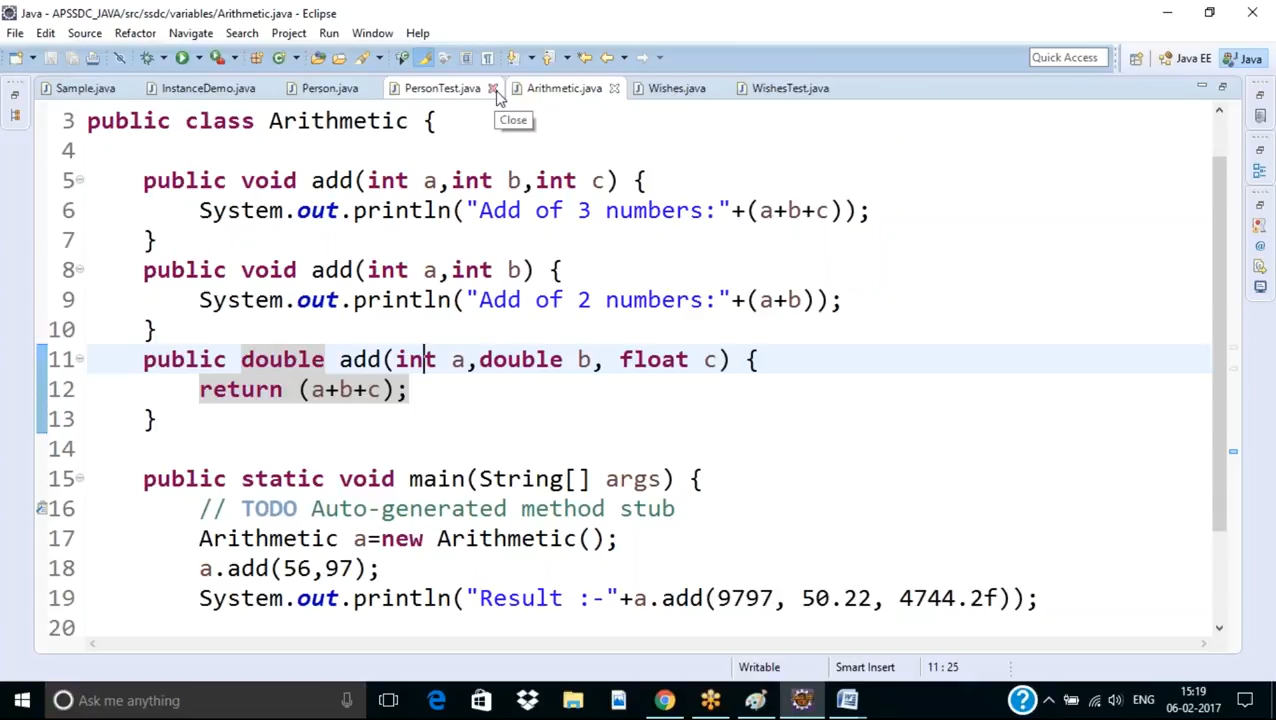 Java - APSSDC_JAVA/src/ssdc/variables/Arithmetic.java - Eclipse
File Edit Source Refactor Navigate Search Project Run Window Help
Quick Access Java EE Java
Sample.java InstanceDemo.java Person.java PersonTest.java Arithmetic.java Wishes.java WishesTest.java
Close
3 public class Arithmetic {
4
5 public void add(int a,int b,int c) {
6 System.out.println("Add of 3 numbers:"+(a+b+c));
7 }
8 public void add(int a,int b) {
9 System.out.println("Add of 2 numbers:"+(a+b));
10 }
11 public double add(int a,double b, float c) {
12 return (a+b+c);
13 }
14
15 public static void main(String[] args) {
16 // TODO Auto-generated method stub
17 Arithmetic a=new Arithmetic();
18 a.add(56,97);
19 System.out.println("Result :-"+a.add(9797, 50.22, 4744.2f));
20
Writable Smart Insert 11 : 25
Ask me anything ENG 15:19
06-02-2017